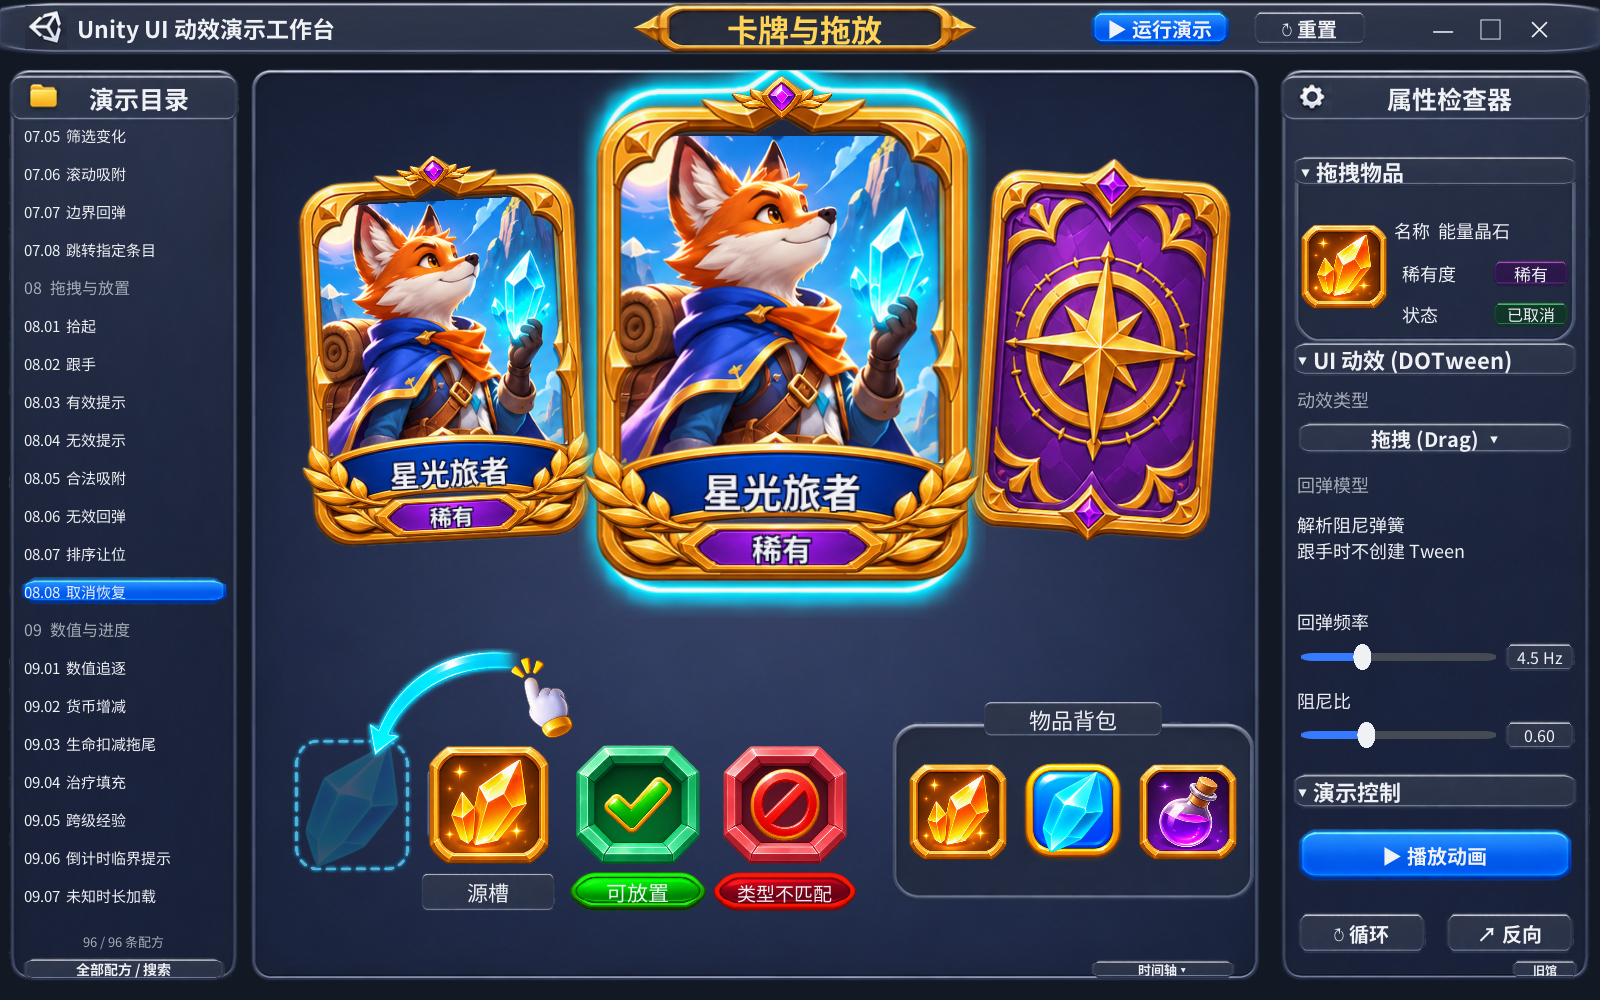 Unity UI 动效演示工作台
卡牌与拖放
▶ 运行演示
重置
演示目录
07.05 筛选变化
07.06 滚动吸附
07.07 边界回弹
07.08 跳转指定条目
08 拖拽与放置
08.01 拾起
08.02 跟手
08.03 有效提示
08.04 无效提示
08.05 合法吸附
08.06 无效回弹
08.07 排序让位
08.08 取消恢复
09 数值与进度
09.01 数值追逐
09.02 货币增减
09.03 生命扣减拖尾
09.04 治疗填充
09.05 跨级经验
09.06 倒计时临界提示
09.07 未知时长加载
96 / 96 条配方
全部配方 / 搜索
星光旅者
稀有
星光旅者
稀有
源槽
可放置
类型不匹配
物品背包
时间轴 ▾
属性检查器
▾ 拖拽物品
名称 能量晶石
稀有度 稀有
状态 已取消
▾ UI 动效 (DOTween)
动效类型
拖拽 (Drag) ▾
回弹模型
解析阻尼弹簧
跟手时不创建 Tween
回弹频率
4.5 Hz
阻尼比
0.60
▾ 演示控制
▶ 播放动画
循环
↗ 反向
旧馆